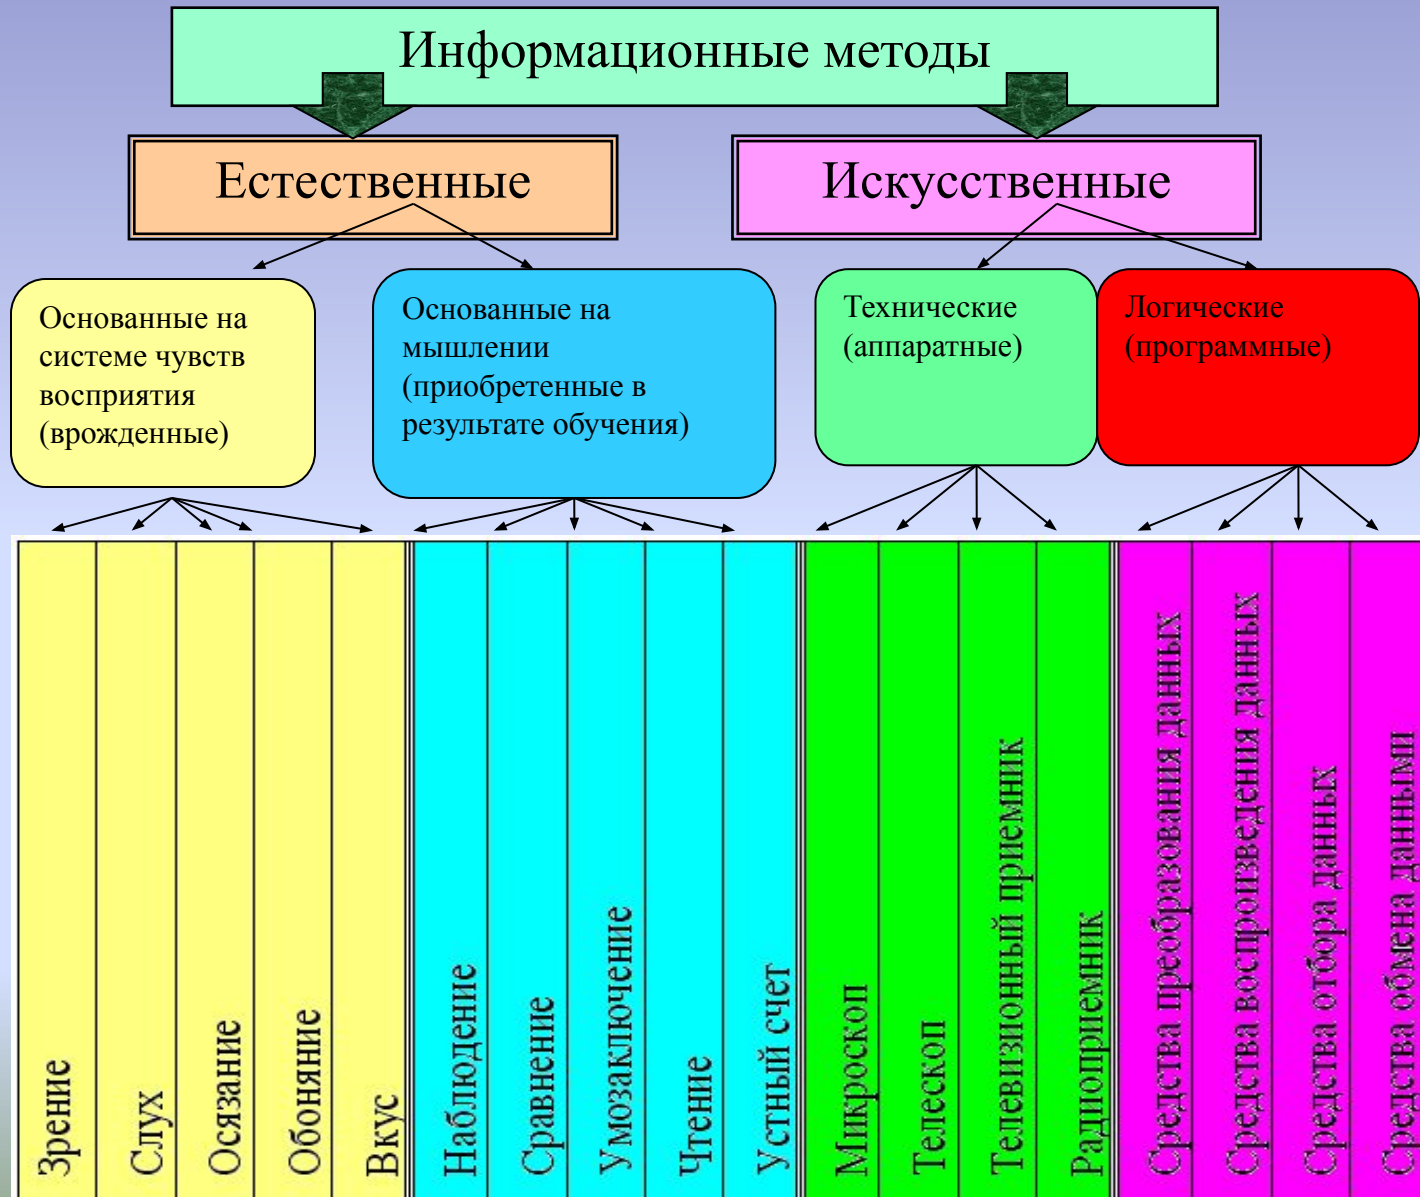 Информационные методы
Естественные
Искусственные
Основанные на
системе чувств
восприятия
(врожденные)
Основанные на
мышлении
(приобретенные в
результате обучения)
Технические
(аппаратные)
Логические
(программные)
Зрение
Слух
Осязание
Обоняние
Вкус
Наблюдение
Сравнение
Умозаключение
Чтение
Устный счет
Микроскоп
Телескоп
Телевизионный приемник
Радиоприемник
Средства преобразования данных
Средства воспроизведения данных
Средства отбора данных
Средства обмена данными